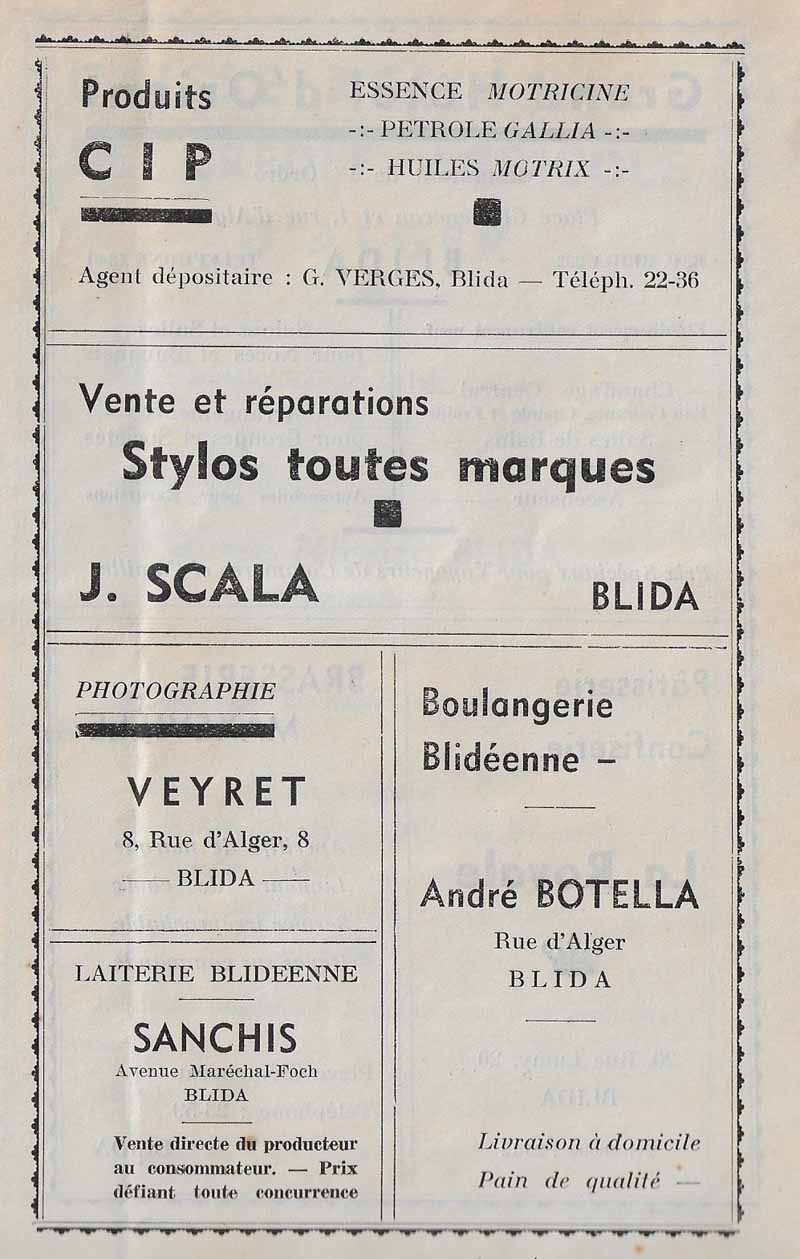 Produits
CIP
ESSENCE MOTRICINE
-:- PETROLE GALLIA -:-
-:- HUILES MOTRIX -:-
Agent dépositaire : G. VERGES, Blida — Téléph. 22-36
Vente et réparations
Stylos toutes marques
J. SCALA
BLIDA
PHOTOGRAPHIE
VEYRET
8, Rue d'Alger, 8
— BLIDA —
LAITERIE BLIDEENNE
SANCHIS
Avenue Maréchal-Foch
BLIDA
Vente directe du producteur
au consommateur. — Prix
défiant toute concurrence
Boulangerie
Blidéenne —
André BOTELLA
Rue d'Alger
BLIDA
Livraison à domicile
Pain de qualité —